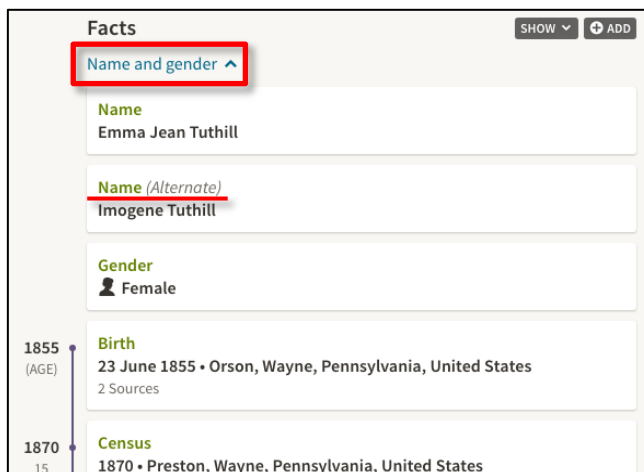 Facts
SHOW
ADD
Name and gender
Name
Emma Jean Tuthill
Name (Alternate)
Imogene Tuthill
Gender
Female
1855
(AGE)
Birth
23 June 1855 • Orson, Wayne, Pennsylvania, United States
2 Sources
1870
15
Census
1870 • Preston, Wayne, Pennsylvania, United States